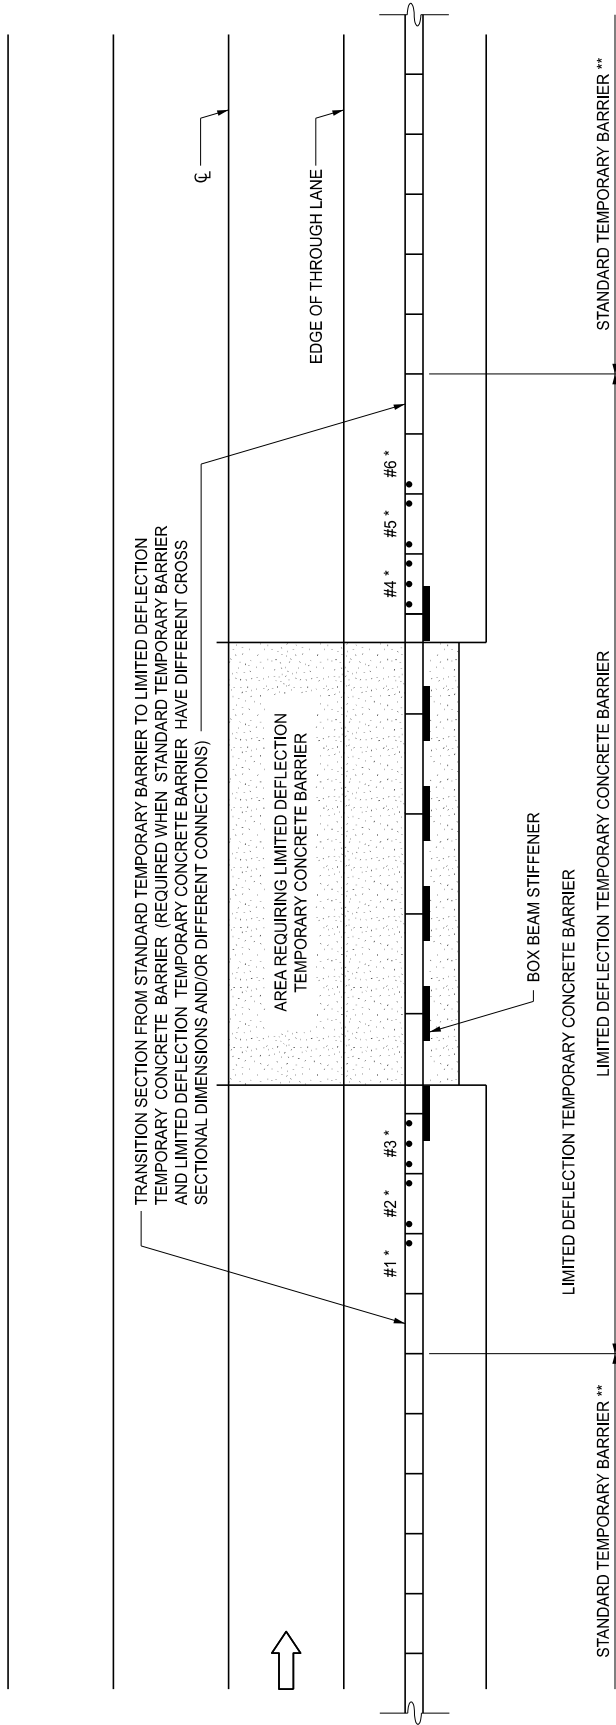 TRANSITION SECTION FROM STANDARD TEMPORARY BARRIER TO LIMITED DEFLECTION
TEMPORARY CONCRETE BARRIER (REQUIRED WHEN STANDARD TEMPORARY BARRIER
AND LIMITED DEFLECTION TEMPORARY CONCRETE BARRIER HAVE DIFFERENT CROSS
SECTIONAL DIMENSIONS AND/OR DIFFERENT CONNECTIONS)
℄
EDGE OF THROUGH LANE
AREA REQUIRING LIMITED DEFLECTION
TEMPORARY CONCRETE BARRIER
#1 *
#2 *
#3 *
#4 *
#5 *
#6 *
BOX BEAM STIFFENER
LIMITED DEFLECTION TEMPORARY CONCRETE BARRIER
STANDARD TEMPORARY BARRIER **
LIMITED DEFLECTION TEMPORARY CONCRETE BARRIER
STANDARD TEMPORARY BARRIER **